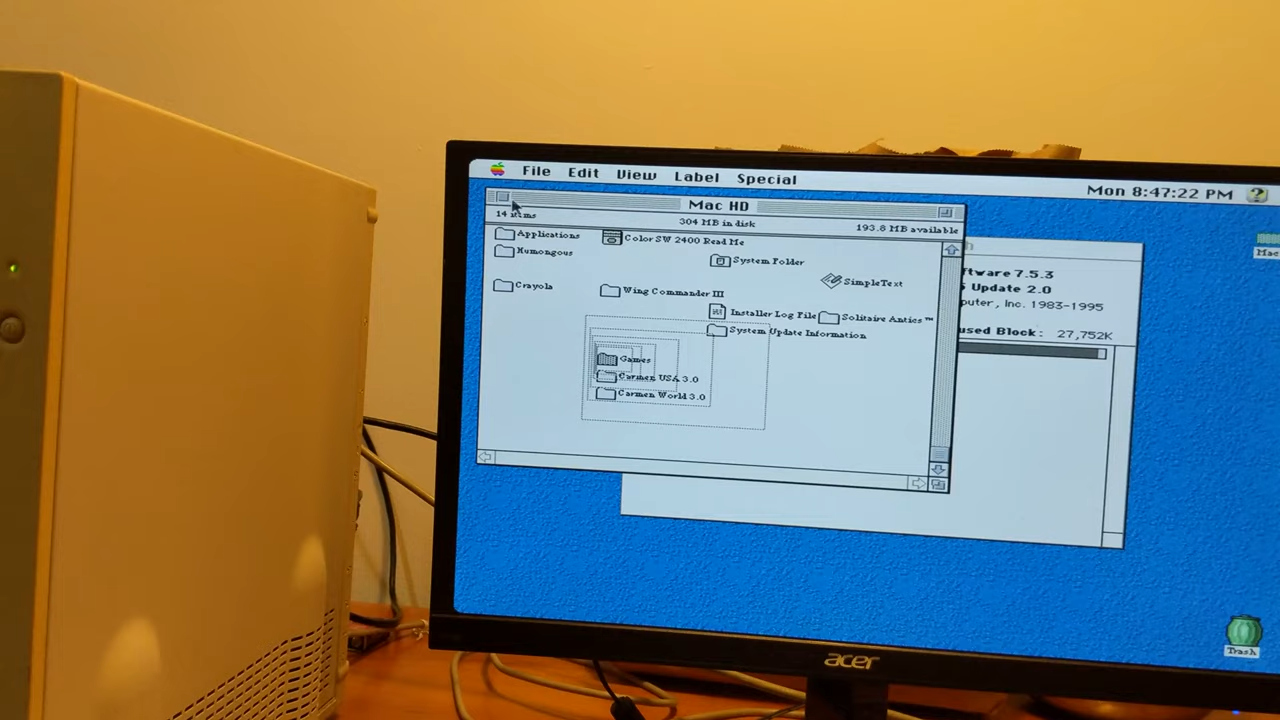 File Edit View Label Special
Mon 8:47:22 PM
Mac HD
14 items
304 MB in disk
193.8 MB available
Applications
Color SW 2400 Read Me
Humongous
System Folder
SimpleText
Crayola
Wing Commander III
Installer Log File
Solitaire Antics™
System Update Information
Games
Carmen USA 3.0
Carmen World 3.0
ftware 7.5.3
Update 2.0
puter, Inc. 1983-1995
used Block: 27,752K
Mac
Trash
acer